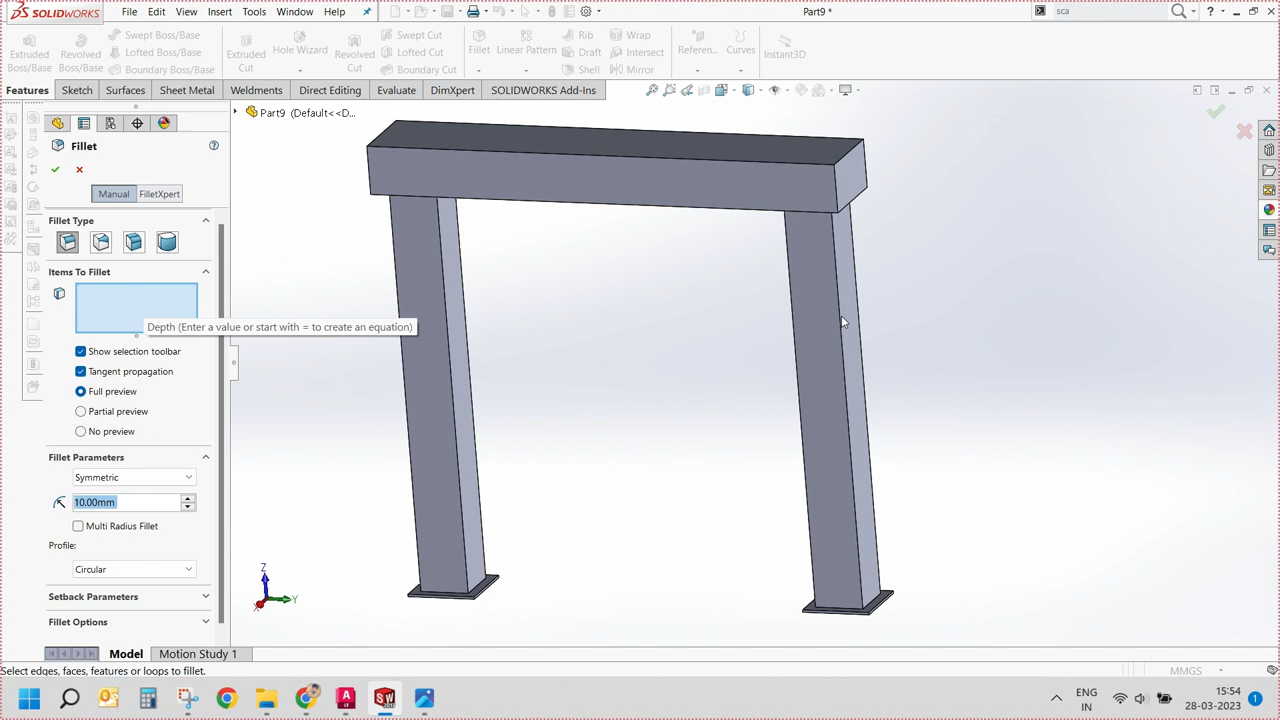 SOLIDWORKS File Edit View Insert Tools Window Help Part9 * sca ?
Extruded Boss/Base
Revolved Boss/Base
Swept Boss/Base
Lofted Boss/Base
Boundary Boss/Base
Extruded Cut
Hole Wizard
Revolved Cut
Swept Cut
Lofted Cut
Boundary Cut
Fillet
Linear Pattern
Rib
Draft
Shell
Wrap
Intersect
Mirror
Referen...
Curves
Instant3D
Features Sketch Surfaces Sheet Metal Weldments Direct Editing Evaluate DimXpert SOLIDWORKS Add-Ins
Part9 (Default<<D...
Fillet
Manual FilletXpert
Fillet Type
Items To Fillet
Depth (Enter a value or start with = to create an equation)
Show selection toolbar
Tangent propagation
Full preview
Partial preview
No preview
Fillet Parameters
Symmetric
10.00mm
Multi Radius Fillet
Profile:
Circular
Setback Parameters
Fillet Options
Z
Y
X
Model Motion Study 1
Select edges, faces, features or loops to fillet.
MMGS
ENG
IN
15:54
28-03-2023
1